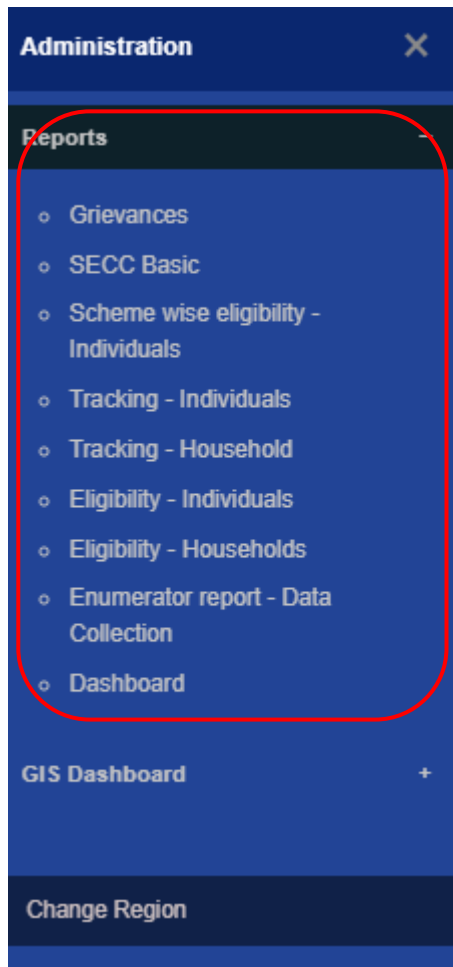 Administration ×
Reports -
Grievances
SECC Basic
Scheme wise eligibility -
Individuals
Tracking - Individuals
Tracking - Household
Eligibility - Individuals
Eligibility - Households
Enumerator report - Data
Collection
Dashboard
GIS Dashboard +
Change Region